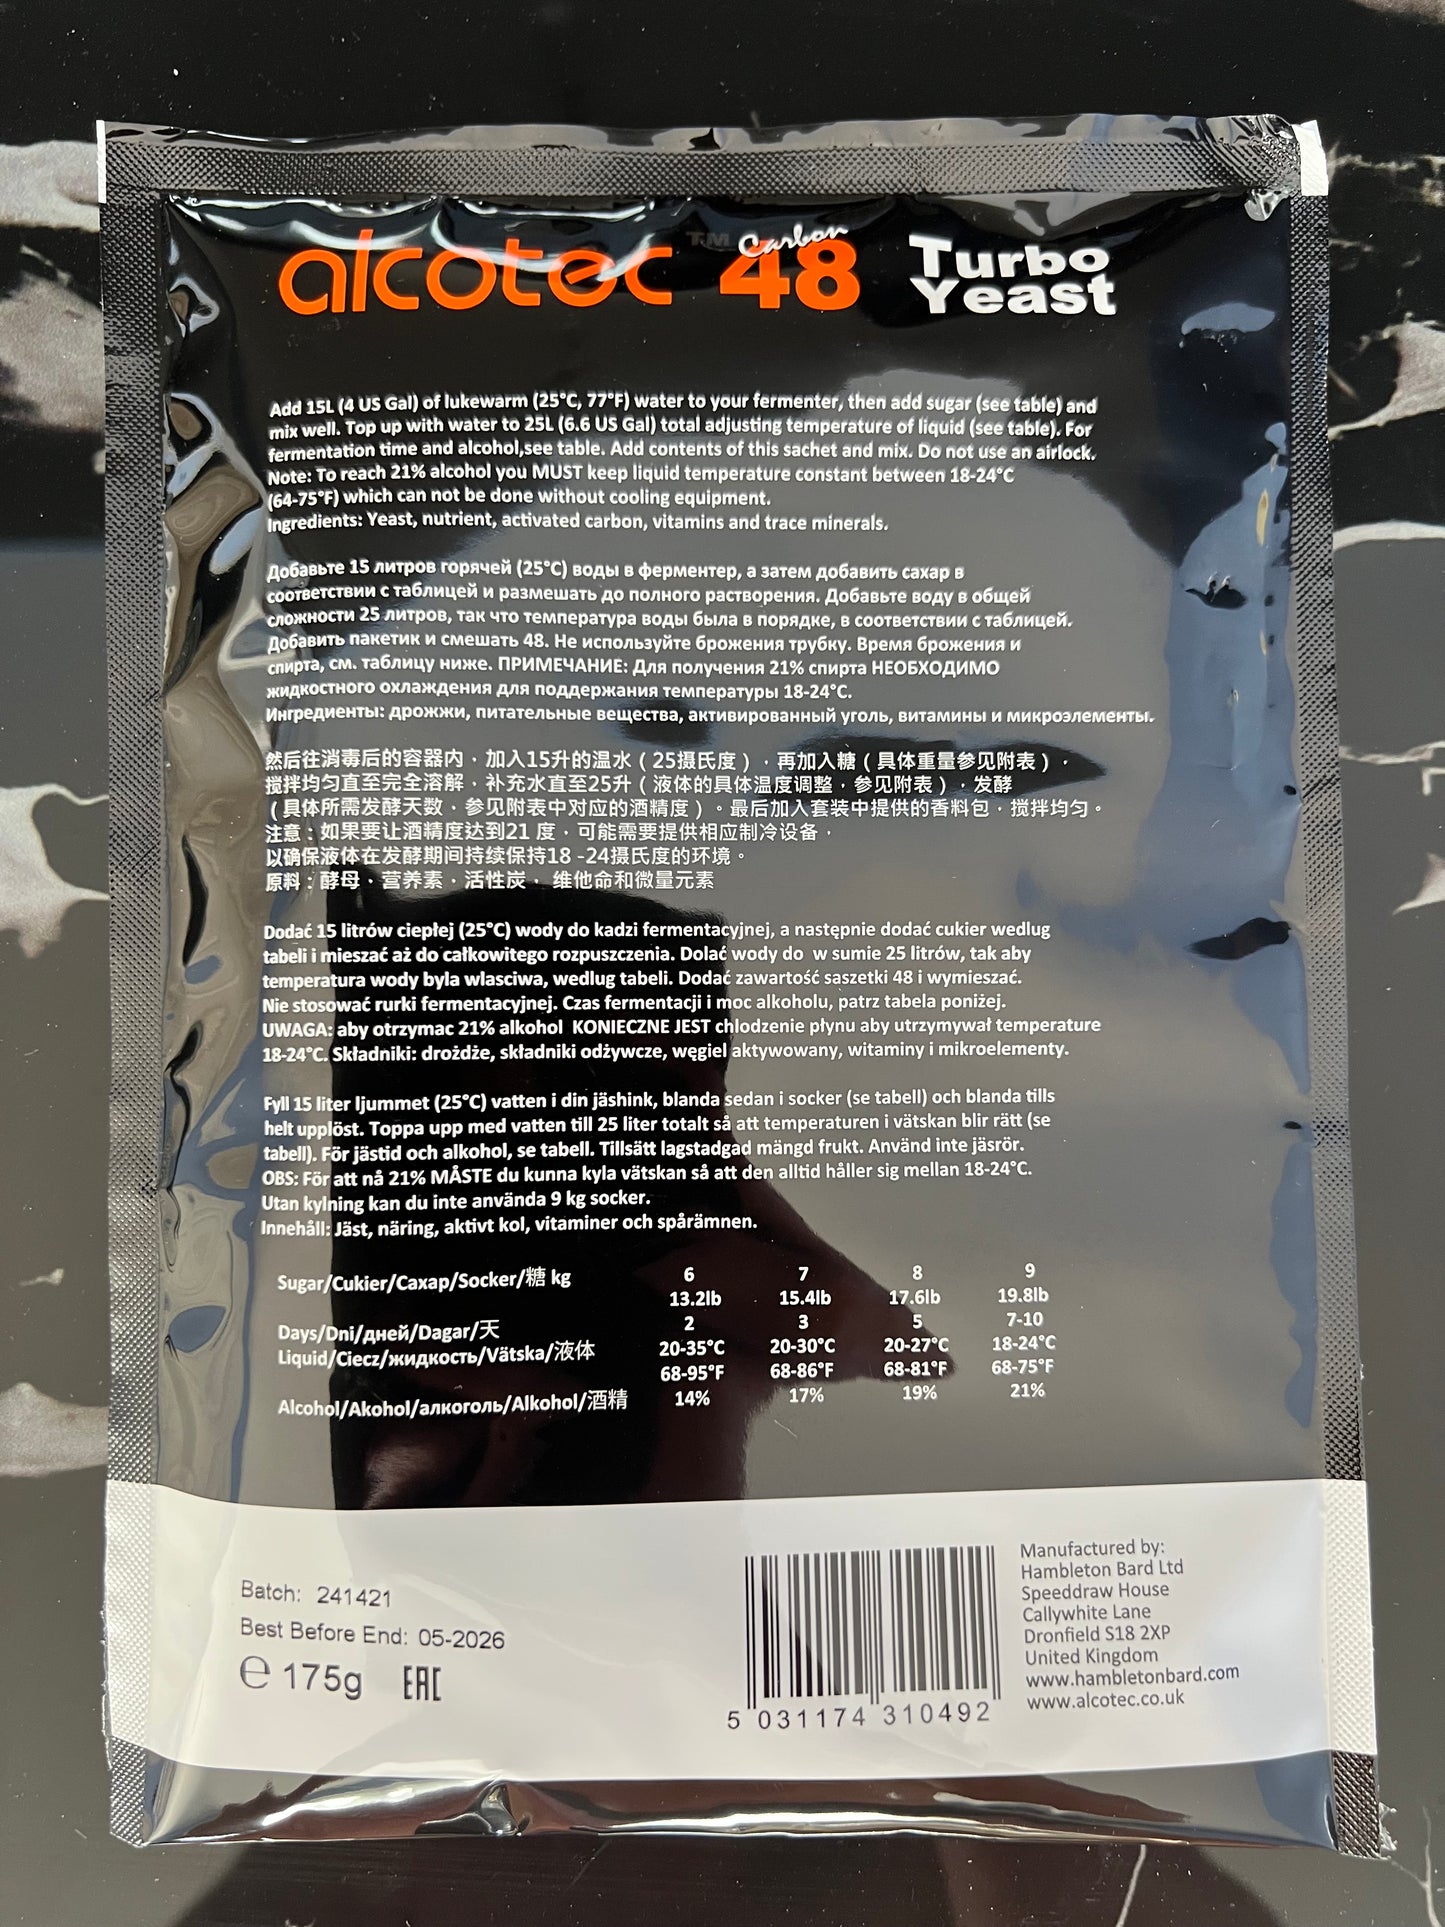 alcotec™ Carbon 48 Turbo Yeast
Add 15L (4 US Gal) of lukewarm (25°C, 77°F) water to your fermenter, then add sugar (see table) and
mix well. Top up with water to 25L (6.6 US Gal) total adjusting temperature of liquid (see table). For
fermentation time and alcohol,see table. Add contents of this sachet and mix. Do not use an airlock.
Note: To reach 21% alcohol you MUST keep liquid temperature constant between 18-24°C
(64-75°F) which can not be done without cooling equipment.
Ingredients: Yeast, nutrient, activated carbon, vitamins and trace minerals.
Добавьте 15 литров горячей (25°C) воды в ферментер, а затем добавить сахар в
соответствии с таблицей и размешать до полного растворения. Добавьте воду в общей
сложности 25 литров, так что температура воды была в порядке, в соответствии с таблицей.
Добавить пакетик и смешать 48. Не используйте брожения трубку. Время брожения и
спирта, см. таблицу ниже. ПРИМЕЧАНИЕ: Для получения 21% спирта НЕОБХОДИМО
жидкостного охлаждения для поддержания температуры 18-24°C.
Ингредиенты: дрожжи, питательные вещества, активированный уголь, витамины и микроэлементы.
然后往消毒后的容器内，加入15升的温水（25摄氏度），再加入糖（具体重量参见附表），
搅拌均匀直至完全溶解，补充水直至25升（液体的具体温度调整，参见附表），发酵
（具体所需发酵天数，参见附表中对应的酒精度）。最后加入套装中提供的香料包，搅拌均匀。
注意：如果要让酒精度达到21 度，可能需要提供相应制冷设备，
以确保液体在发酵期间持续保持18 -24摄氏度的环境。
原料：酵母，营养素，活性炭， 维他命和微量元素
Dodać 15 litrów ciepłej (25°C) wody do kadzi fermentacyjnej, a następnie dodać cukier wedlug
tabeli i mieszać aż do całkowitego rozpuszczenia. Dolać wody do w sumie 25 litrów, tak aby
temperatura wody byla wlasciwa, wedlug tabeli. Dodać zawartość saszetki 48 i wymieszać.
Nie stosować rurki fermentacyjnej. Czas fermentacji i moc alkoholu, patrz tabela poniżej.
UWAGA: aby otrzymac 21% alkohol KONIECZNE JEST chlodzenie płynu aby utrzymywał temperature
18-24°C. Składniki: drożdże, składniki odżywcze, węgiel aktywowany, witaminy i mikroelementy.
Fyll 15 liter ljummet (25°C) vatten i din jäshink, blanda sedan i socker (se tabell) och blanda tills
helt upplöst. Toppa upp med vatten till 25 liter totalt så att temperaturen i vätskan blir rätt (se
tabell). För jästid och alkohol, se tabell. Tillsätt lagstadgad mängd frukt. Använd inte jäsrör.
OBS: För att nå 21% MÅSTE du kunna kyla vätskan så att den alltid håller sig mellan 18-24°C.
Utan kylning kan du inte använda 9 kg socker.
Innehåll: Jäst, näring, aktivt kol, vitaminer och spårämnen.
Sugar/Cukier/Сахар/Socker/糖 kg 6 7 8 9
13.2lb 15.4lb 17.6lb 19.8lb
Days/Dni/дней/Dagar/天 2 3 5 7-10
Liquid/Ciecz/жидкость/Vätska/液体 20-35°C 20-30°C 20-27°C 18-24°C
68-95°F 68-86°F 68-81°F 68-75°F
Alcohol/Akohol/алкоголь/Alkohol/酒精 14% 17% 19% 21%
Batch: 241421
Best Before End: 05-2026
℮ 175g EAC
5 031174 310492
Manufactured by:
Hambleton Bard Ltd
Speeddraw House
Callywhite Lane
Dronfield S18 2XP
United Kingdom
www.hambletonbard.com
www.alcotec.co.uk